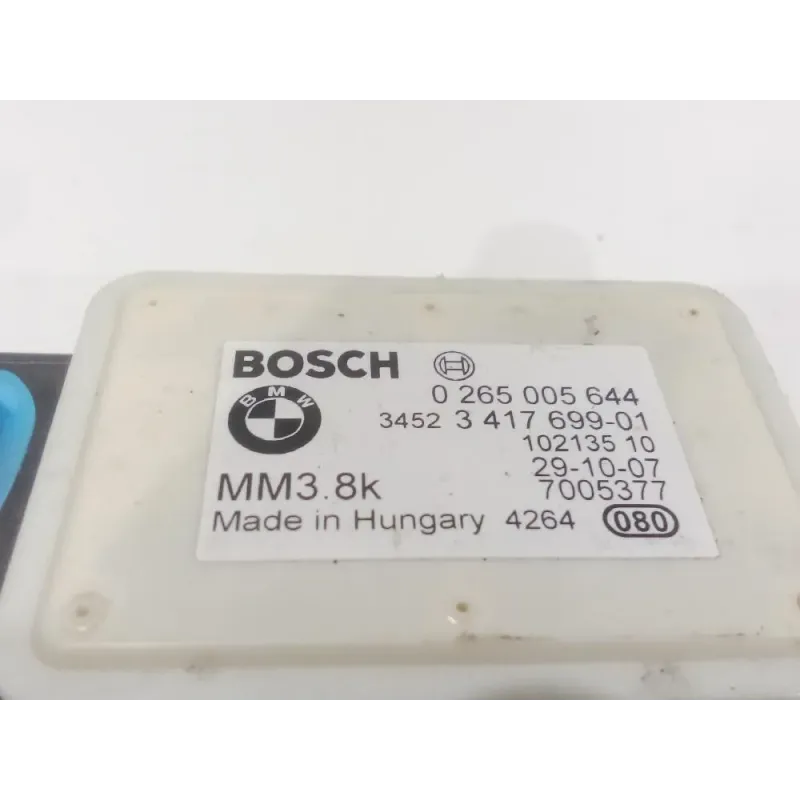 BOSCH
BMW
0 265 005 644
3452 3 417 699-01
102135 10
29-10-07
MM3.8k 7005377
Made in Hungary 4264 080